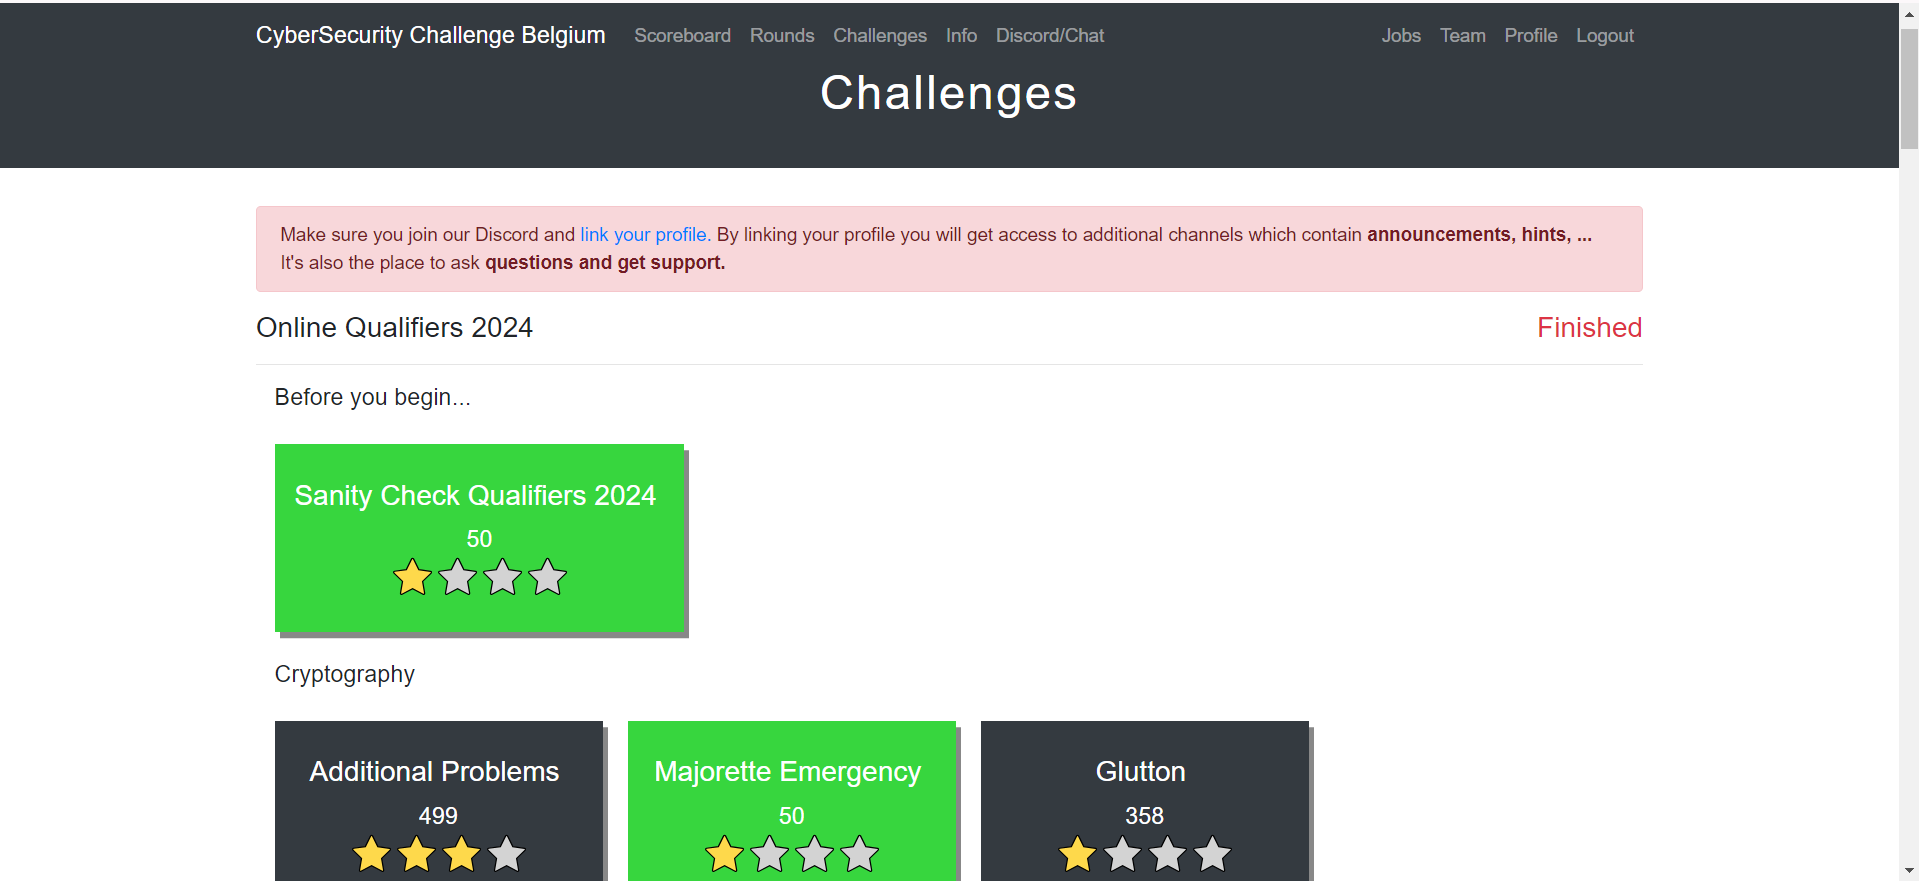 CyberSecurity Challenge Belgium Scoreboard Rounds Challenges Info Discord/Chat Jobs Team Profile Logout
Challenges
Make sure you join our Discord and link your profile. By linking your profile you will get access to additional channels which contain announcements, hints, ...
It's also the place to ask questions and get support.
Online Qualifiers 2024 Finished
Before you begin...
Sanity Check Qualifiers 2024
50
Cryptography
Additional Problems
499
Majorette Emergency
50
Glutton
358